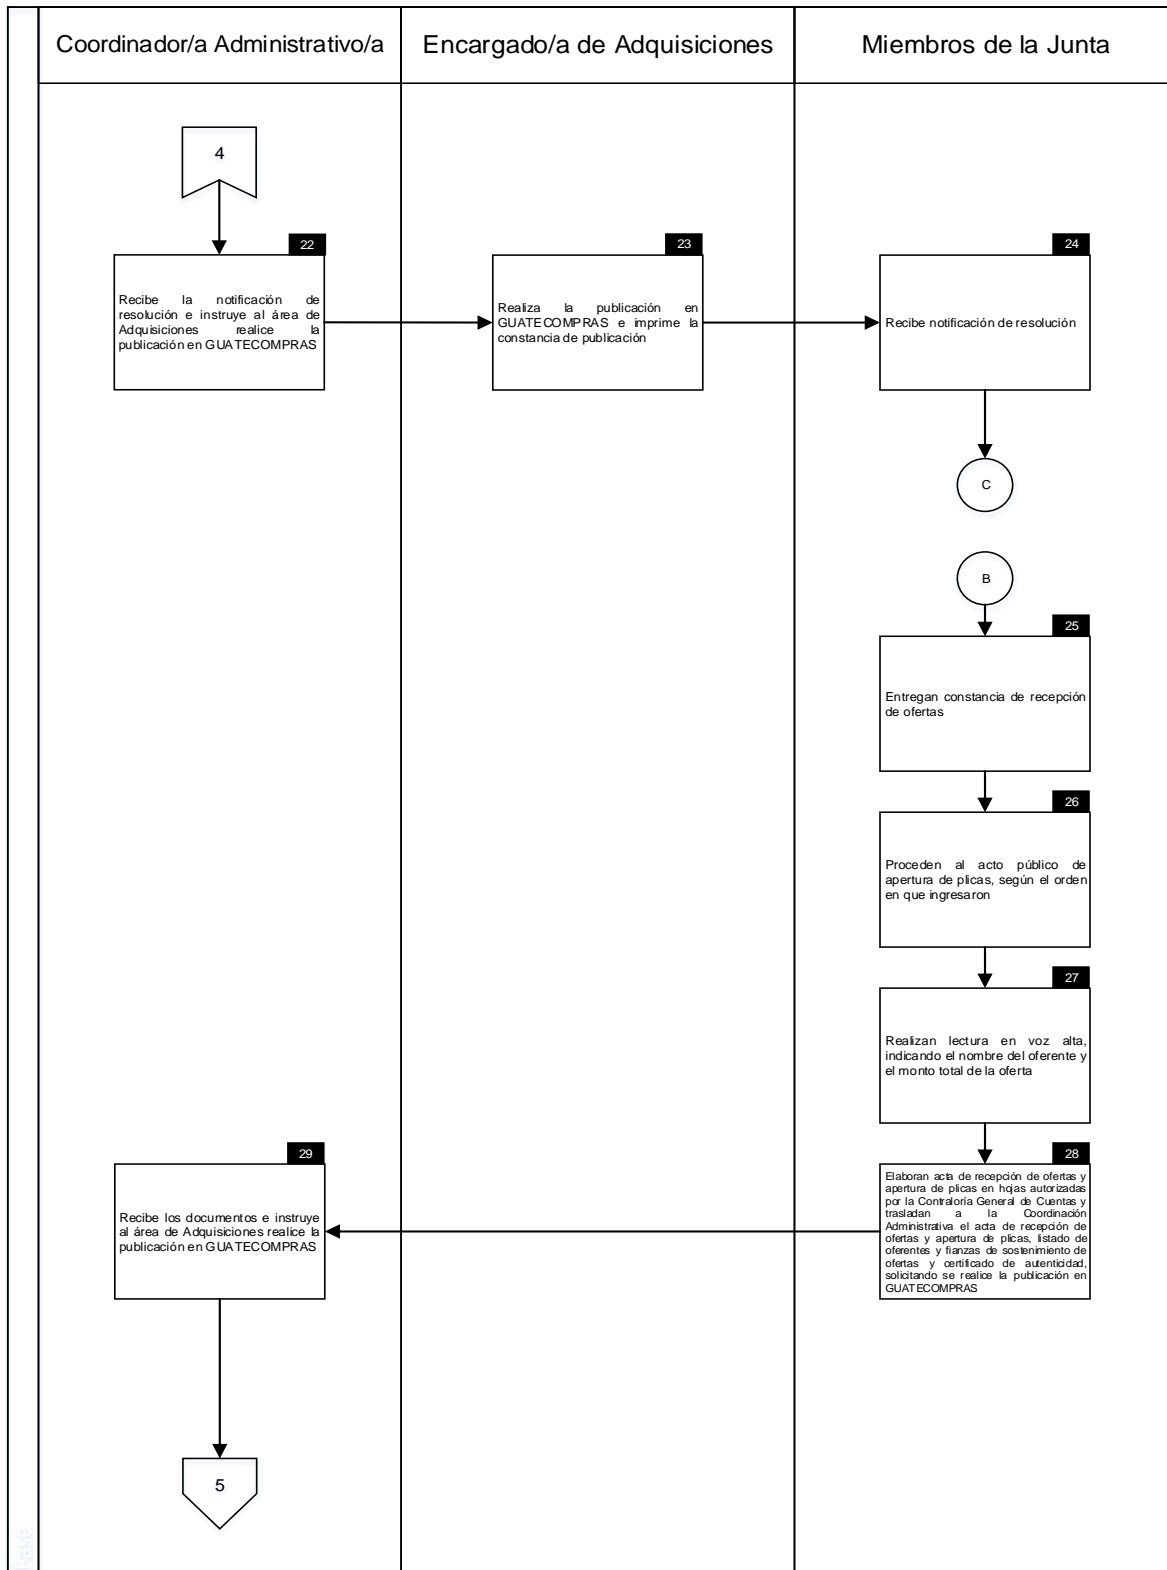 Coordinador/a Administrativo/a
Encargado/a de Adquisiciones
Miembros de la Junta
4
22
Recibe la notificación de
resolución e instruye al área de
Adquisiciones realice la
publicación en GUATECOMPRAS
23
Realiza la publicación en
GUATECOMPRAS e imprime la
constancia de publicación
24
Recibe notificación de resolución
C
B
25
Entregan constancia de recepción
de ofertas
26
Proceden al acto público de
apertura de plicas, según el orden
en que ingresaron
27
Realizan lectura en voz alta,
indicando el nombre del oferente y
el monto total de la oferta
28
Elaboran acta de recepción de ofertas y
apertura de plicas en hojas autorizadas
por la Contraloría General de Cuentas y
trasladan a la Coordinación
Administrativa el acta de recepción de
ofertas y apertura de plicas, listado de
oferentes y fianzas de sostenimiento de
ofertas y certificado de autenticidad,
solicitando se realice la publicación en
GUATECOMPRAS
29
Recibe los documentos e instruye
al área de Adquisiciones realice la
publicación en GUATECOMPRAS
5
Fase